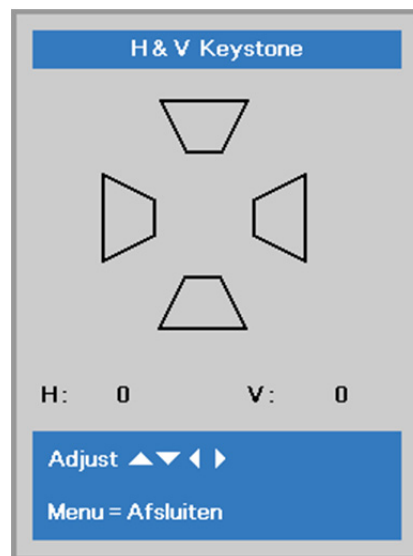 H & V Keystone
H: 0 V: 0
Adjust ▲▼◀▶
Menu = Afsluiten